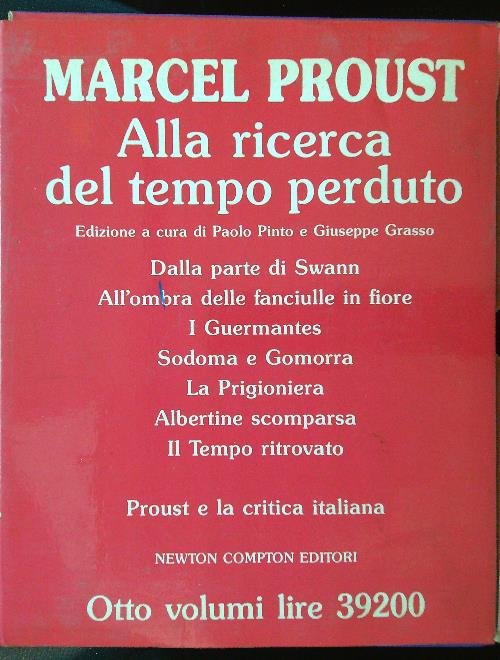 MARCEL PROUST
Alla ricerca
del tempo perduto
Edizione a cura di Paolo Pinto e Giuseppe Grasso
Dalla parte di Swann
All'ombra delle fanciulle in fiore
I Guermantes
Sodoma e Gomorra
La Prigioniera
Albertine scomparsa
Il Tempo ritrovato
Proust e la critica italiana
NEWTON COMPTON EDITORI
Otto volumi lire 39200